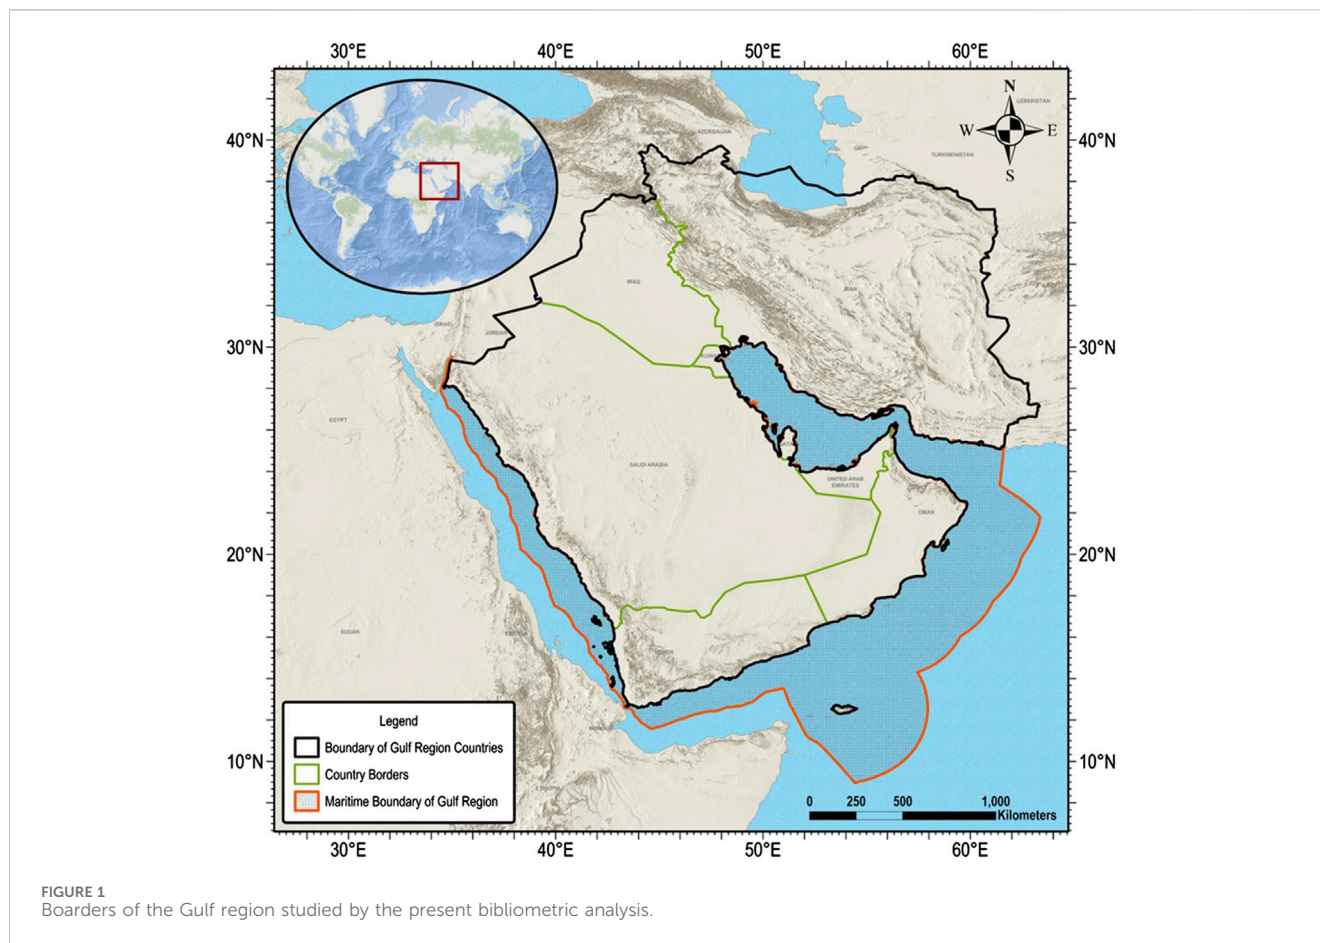 30°E 40°E 50°E 60°E
N
W E
S
UZBEKISTAN
40°N 40°N
AZERBAIJAN
TURKMENISTAN
IRAQ
IRAN
ISRAEL
JORDAN
30°N 30°N
EGYPT
SAUDI ARABIA
UNITED ARAB
EMIRATES
OMAN
20°N 20°N
SUDAN
YEMEN
Legend
Boundary of Gulf Region Countries
Country Borders
Maritime Boundary of Gulf Region
10°N 10°N
ETHIOPIA
0 250 500 1,000
Kilometers
30°E 40°E 50°E 60°E
FIGURE 1
Boarders of the Gulf region studied by the present bibliometric analysis.